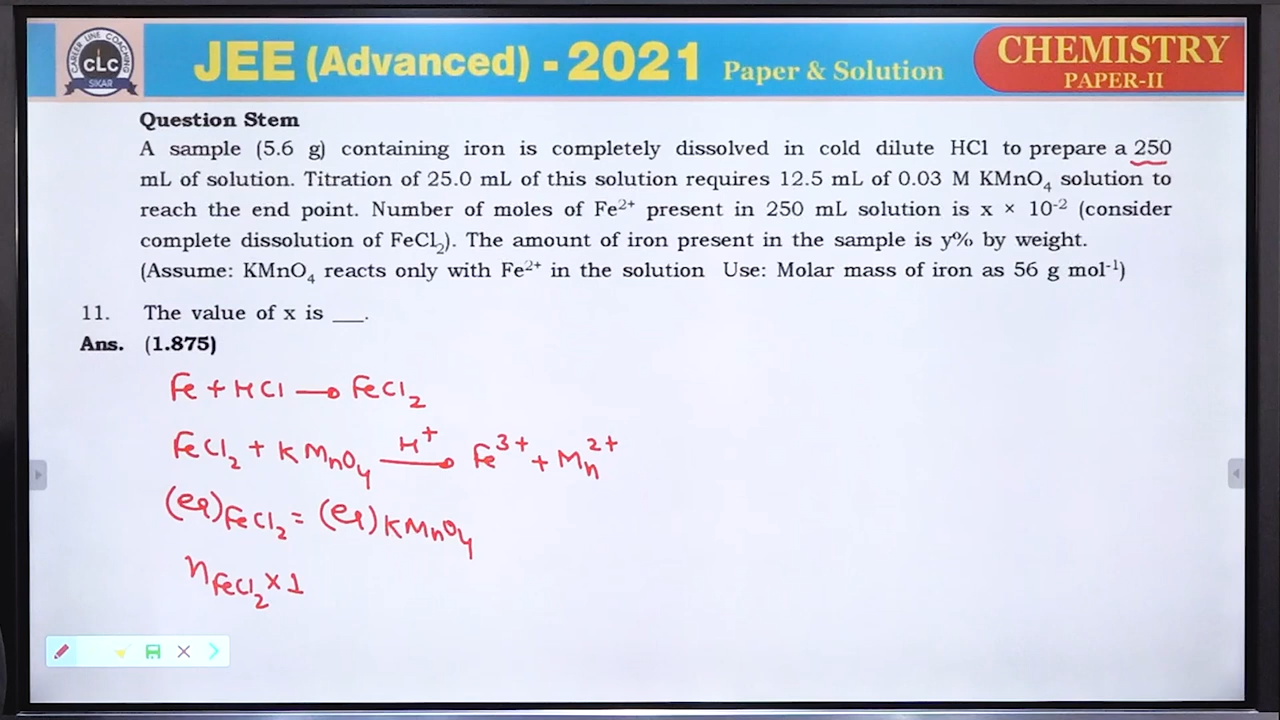 CAREER LINE COACHING
CLC
SIKAR
JEE (Advanced) - 2021 Paper & Solution
CHEMISTRY
PAPER-II
Question Stem
A sample (5.6 g) containing iron is completely dissolved in cold dilute HCl to prepare a 250
mL of solution. Titration of 25.0 mL of this solution requires 12.5 mL of 0.03 M KMnO₄ solution to
reach the end point. Number of moles of Fe²⁺ present in 250 mL solution is x × 10⁻² (consider
complete dissolution of FeCl₂). The amount of iron present in the sample is y% by weight.
(Assume: KMnO₄ reacts only with Fe²⁺ in the solution Use: Molar mass of iron as 56 g mol⁻¹)
11. The value of x is ___.
Ans. (1.875)
Fe + HCl → FeCl₂
FeCl₂ + KMnO₄ —H⁺→ Fe³⁺ + Mn²⁺
(eq)FeCl₂ = (eq)KMnO₄
nFeCl₂ × 1